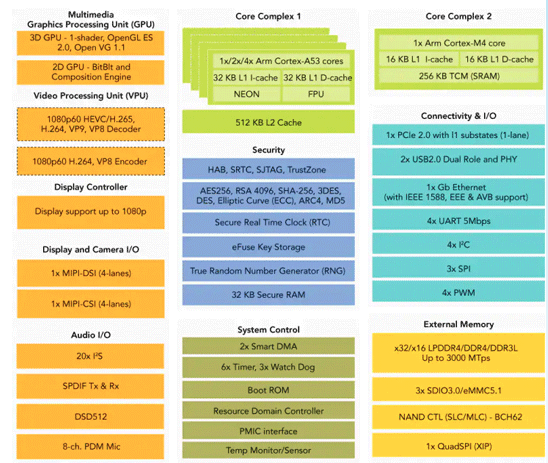 Multimedia
Graphics Processing Unit (GPU)
3D GPU - 1-shader, OpenGL ES
2.0, Open VG 1.1
2D GPU - BitBlt and
Composition Engine
Video Processing Unit (VPU)
1080p60 HEVC/H.265,
H.264, VP9, VP8 Decoder
1080p60 H.264, VP8 Encoder
Display Controller
Display support up to 1080p
Display and Camera I/O
1x MIPI-DSI (4-lanes)
1x MIPI-CSI (4-lanes)
Audio I/O
20x I²S
SPDIF Tx & Rx
DSD512
8-ch. PDM Mic
Core Complex 1
1x/2x/4x Arm Cortex-A53 cores
32 KB L1 I-cache
32 KB L1 D-cache
NEON
FPU
512 KB L2 Cache
Security
HAB, SRTC, SJTAG, TrustZone
AES256, RSA 4096, SHA-256, 3DES,
DES, Elliptic Curve (ECC), ARC4, MD5
Secure Real Time Clock (RTC)
eFuse Key Storage
True Random Number Generator (RNG)
32 KB Secure RAM
System Control
2x Smart DMA
6x Timer, 3x Watch Dog
Boot ROM
Resource Domain Controller
PMIC interface
Temp Monitor/Sensor
Core Complex 2
1x Arm Cortex-M4 core
16 KB L1 I-cache
16 KB L1 D-cache
256 KB TCM (SRAM)
Connectivity & I/O
1x PCIe 2.0 with l1 substates (1-lane)
2x USB2.0 Dual Role and PHY
1x Gb Ethernet
(with IEEE 1588, EEE & AVB support)
4x UART 5Mbps
4x I²C
3x SPI
4x PWM
External Memory
x32/x16 LPDDR4/DDR4/DDR3L
Up to 3000 MTps
3x SDIO3.0/eMMC5.1
NAND CTL (SLC/MLC) - BCH62
1x QuadSPI (XIP)